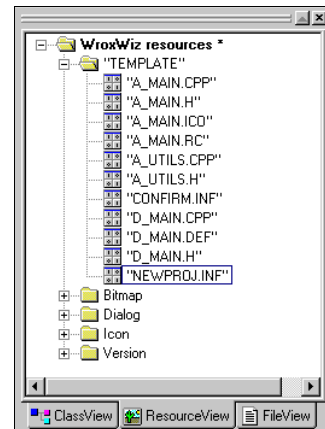 WroxWiz resources *
"TEMPLATE"
"A_MAIN.CPP"
"A_MAIN.H"
"A_MAIN.ICO"
"A_MAIN.RC"
"A_UTILS.CPP"
"A_UTILS.H"
"CONFIRM.INF"
"D_MAIN.CPP"
"D_MAIN.DEF"
"D_MAIN.H"
"NEWPROJ.INF"
Bitmap
Dialog
Icon
Version
ClassView ResourceView FileView